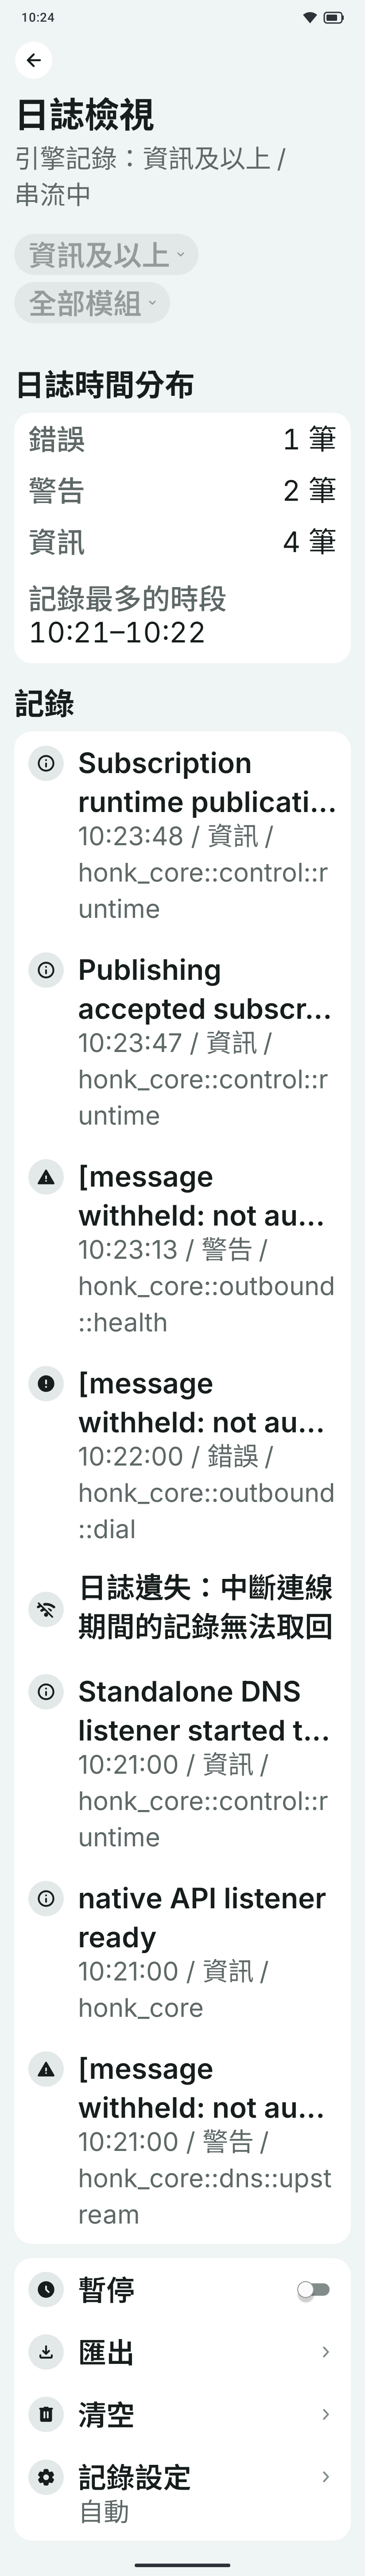 10:24
日誌檢視
引擎記錄：資訊及以上 /
串流中
資訊及以上
全部模組
日誌時間分布
錯誤 1 筆
警告 2 筆
資訊 4 筆
記錄最多的時段
10:21–10:22
記錄
Subscription
runtime publicati...
10:23:48 / 資訊 /
honk_core::control::r
untime
Publishing
accepted subscr...
10:23:47 / 資訊 /
honk_core::control::r
untime
[message
withheld: not au...
10:23:13 / 警告 /
honk_core::outbound
::health
[message
withheld: not au...
10:22:00 / 錯誤 /
honk_core::outbound
::dial
日誌遺失：中斷連線
期間的記錄無法取回
Standalone DNS
listener started t...
10:21:00 / 資訊 /
honk_core::control::r
untime
native API listener
ready
10:21:00 / 資訊 /
honk_core
[message
withheld: not au...
10:21:00 / 警告 /
honk_core::dns::upst
ream
暫停
匯出
清空
記錄設定
自動